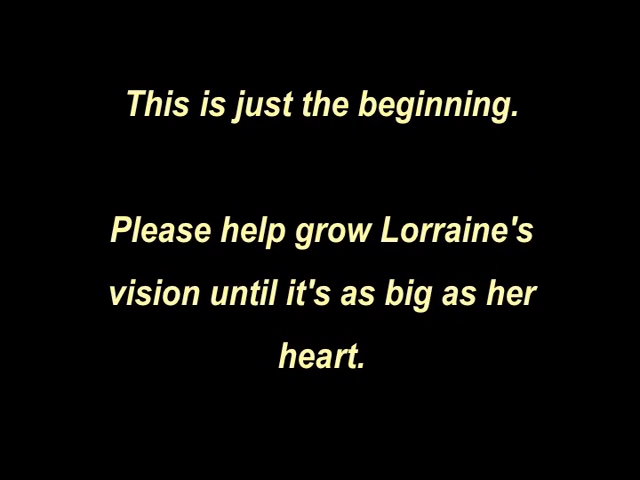 This is just the beginning.
Please help grow Lorraine's
vision until it's as big as her
heart.